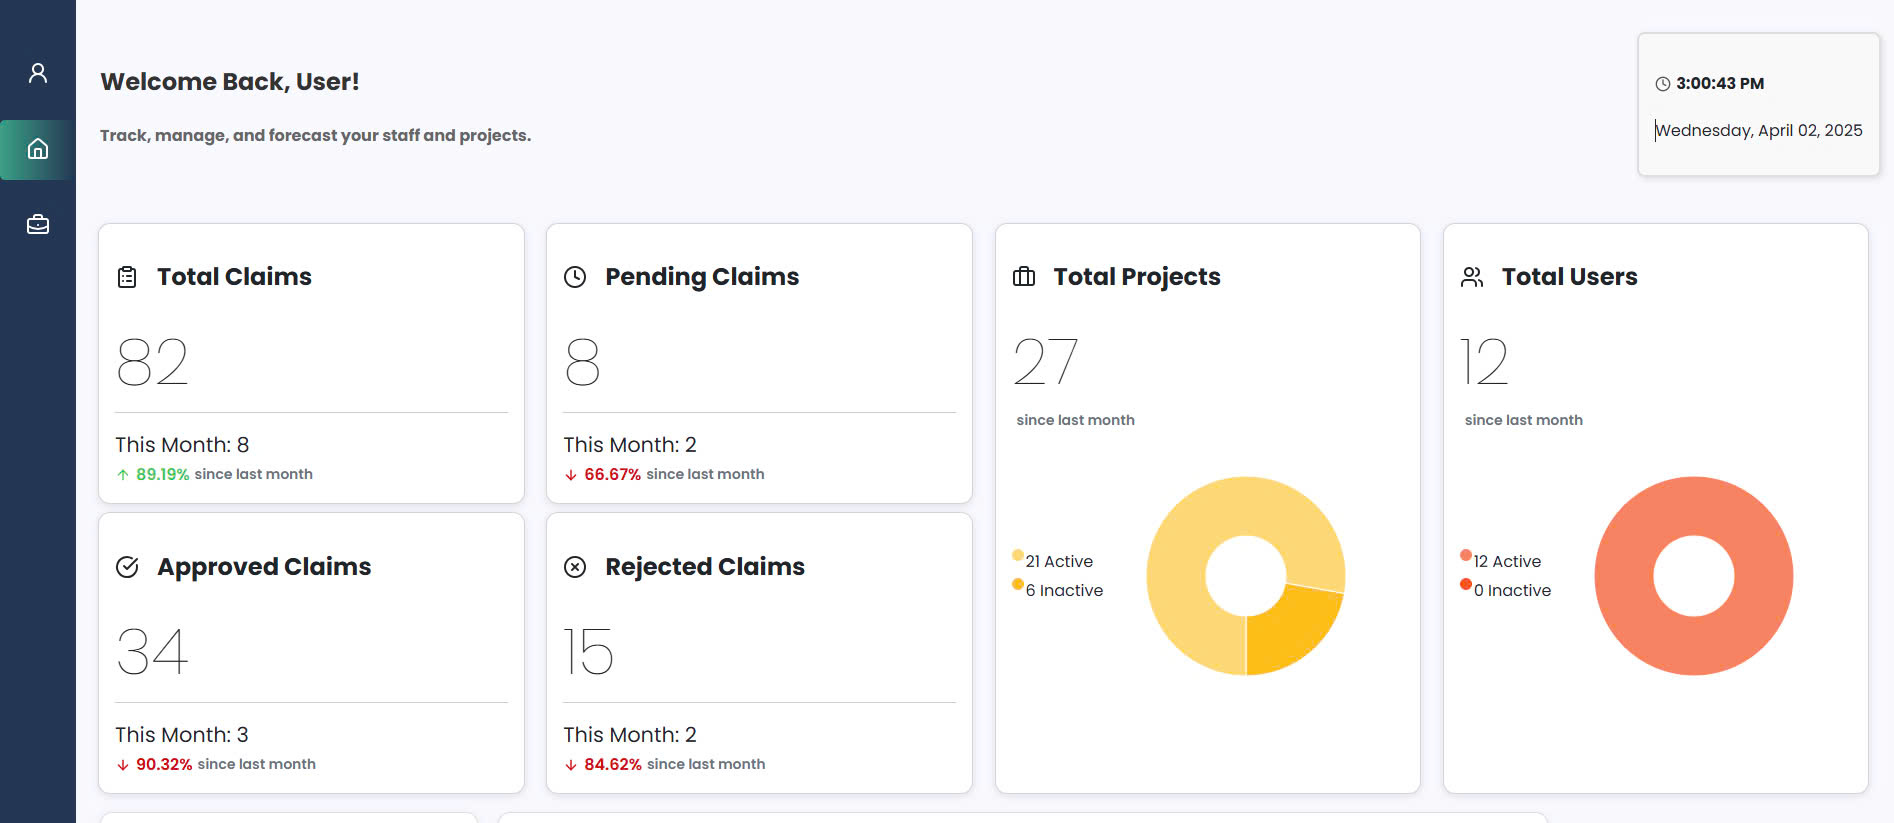 Welcome Back, User!
Track, manage, and forecast your staff and projects.
3:00:43 PM
Wednesday, April 02, 2025
Total Claims
82
This Month: 8
89.19% since last month
Pending Claims
8
This Month: 2
66.67% since last month
Approved Claims
34
This Month: 3
90.32% since last month
Rejected Claims
15
This Month: 2
84.62% since last month
Total Projects
27
since last month
21 Active
6 Inactive
Total Users
12
since last month
12 Active
0 Inactive